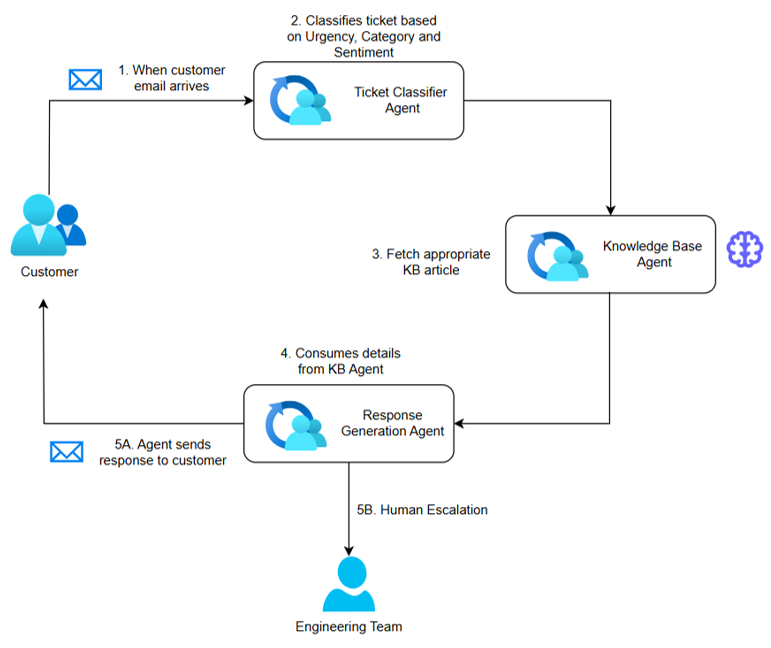 2. Classifies ticket based
on Urgency, Category and
Sentiment
1. When customer
email arrives
Ticket Classifier
Agent
Customer
3. Fetch appropriate
KB article
Knowledge Base
Agent
4. Consumes details
from KB Agent
Response
Generation Agent
5A. Agent sends
response to customer
5B. Human Escalation
Engineering Team